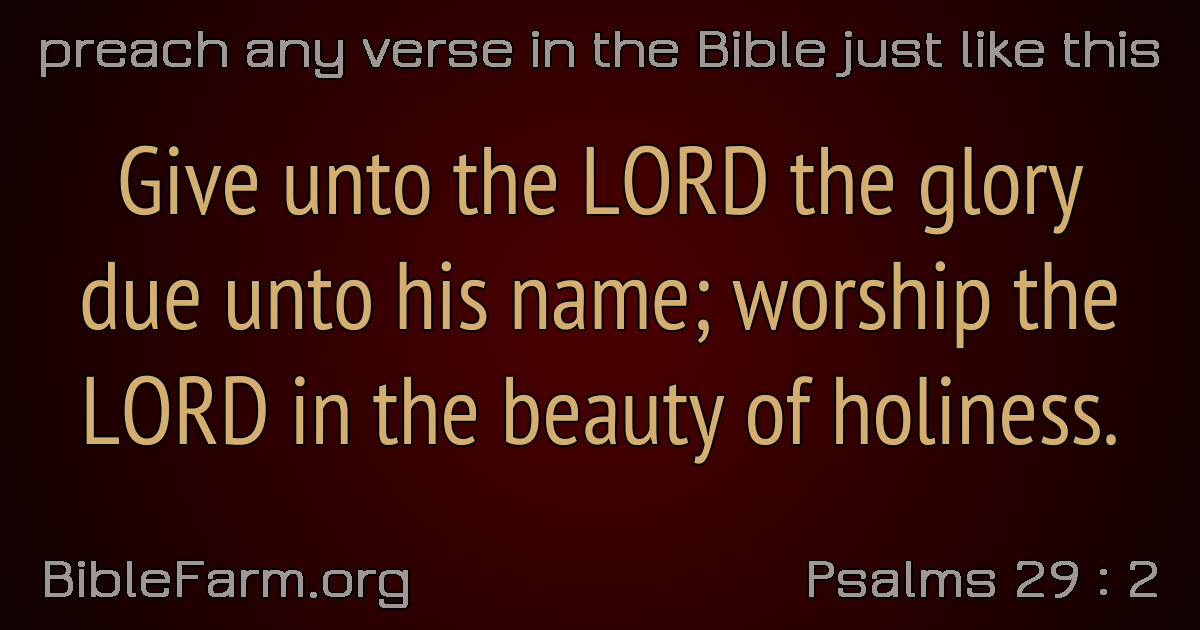 preach any verse in the Bible just like this
Give unto the LORD the glory
due unto his name; worship the
LORD in the beauty of holiness.
BibleFarm.org
Psalms 29 : 2